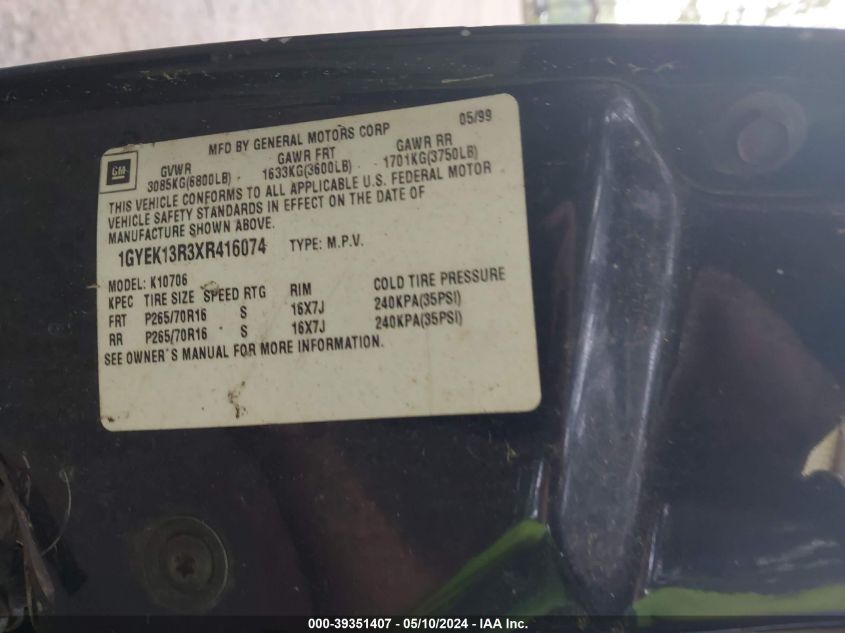 MFD BY GENERAL MOTORS CORP 05/99
GM
GVWR GAWR FRT GAWR RR
3085KG(6800LB) 1633KG(3600LB) 1701KG(3750LB)
THIS VEHICLE CONFORMS TO ALL APPLICABLE U.S. FEDERAL MOTOR
VEHICLE SAFETY STANDARDS IN EFFECT ON THE DATE OF
MANUFACTURE SHOWN ABOVE.
1GYEK13R3XR416074 TYPE: M.P.V.
MODEL: K10706
KPEC TIRE SIZE SPEED RTG RIM COLD TIRE PRESSURE
FRT P265/70R16 S 16X7J 240KPA(35PSI)
RR P265/70R16 S 16X7J 240KPA(35PSI)
SEE OWNER'S MANUAL FOR MORE INFORMATION.
000-39351407 - 05/10/2024 - IAA Inc.